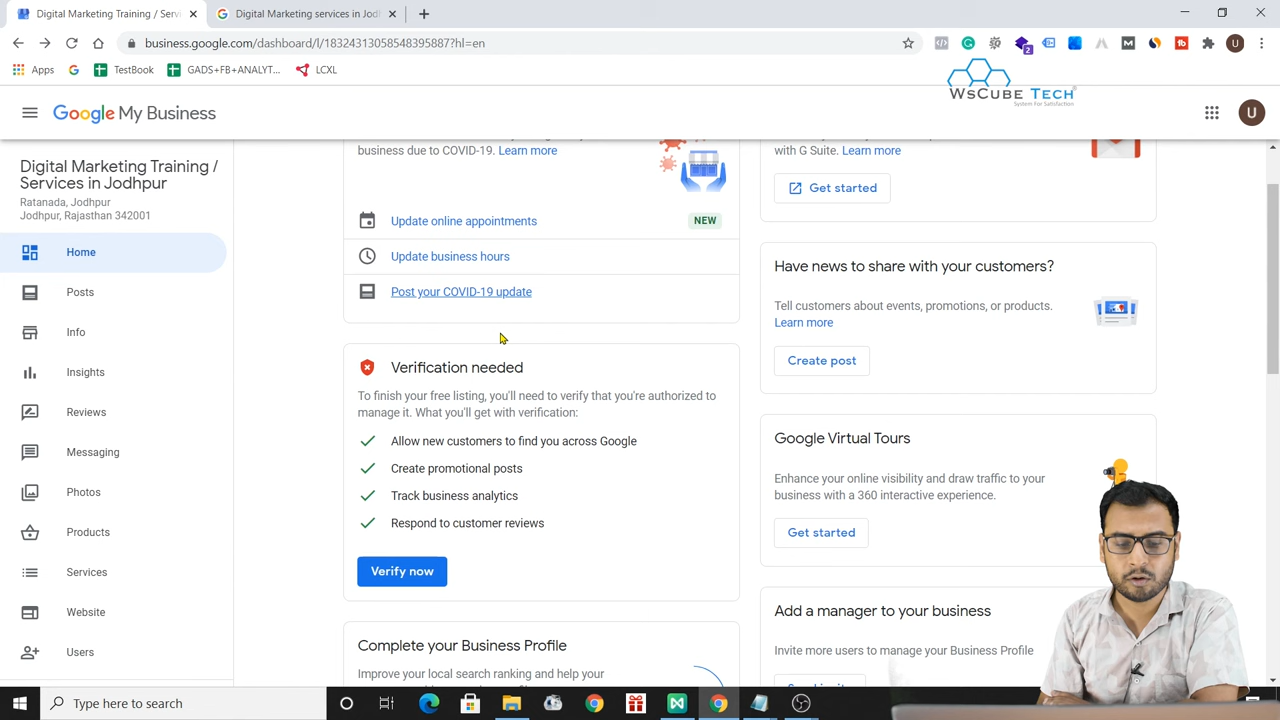 Digital Marketing Training / Servi
Digital Marketing services in Jod
business.google.com/dashboard/l/18324313058548395887?hl=en
2
U
Apps
TestBook
GADS+FB+ANALYT...
LCXL
WsCube Tech
System For Satisfaction
Google My Business
U
Digital Marketing Training /
Services in Jodhpur
Ratanada, Jodhpur
Jodhpur, Rajasthan 342001
Home
Posts
Info
Insights
Reviews
Messaging
Photos
Products
Services
Website
Users
business due to COVID-19. Learn more
Update online appointments
NEW
Update business hours
Post your COVID-19 update
Verification needed
To finish your free listing, you'll need to verify that you're authorized to
manage it. What you'll get with verification:
Allow new customers to find you across Google
Create promotional posts
Track business analytics
Respond to customer reviews
Verify now
Complete your Business Profile
Improve your local search ranking and help your
with G Suite. Learn more
Get started
Have news to share with your customers?
Tell customers about events, promotions, or products.
Learn more
Create post
Google Virtual Tours
Enhance your online visibility and draw traffic to your
business with a 360 interactive experience.
Get started
Add a manager to your business
Invite more users to manage your Business Profile
Type here to search